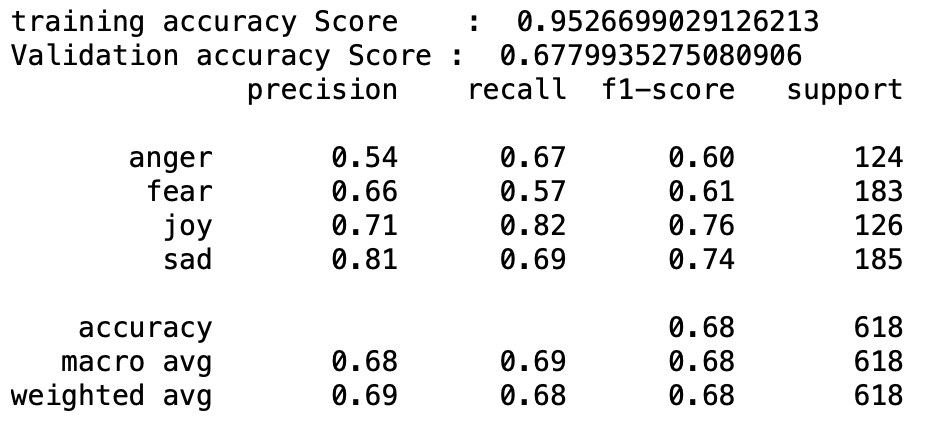 training accuracy Score    :  0.9526699029126213
Validation accuracy Score :  0.6779935275080906
              precision    recall  f1-score   support

       anger       0.54      0.67      0.60       124
        fear       0.66      0.57      0.61       183
         joy       0.71      0.82      0.76       126
         sad       0.81      0.69      0.74       185

    accuracy                           0.68       618
   macro avg       0.68      0.69      0.68       618
weighted avg       0.69      0.68      0.68       618